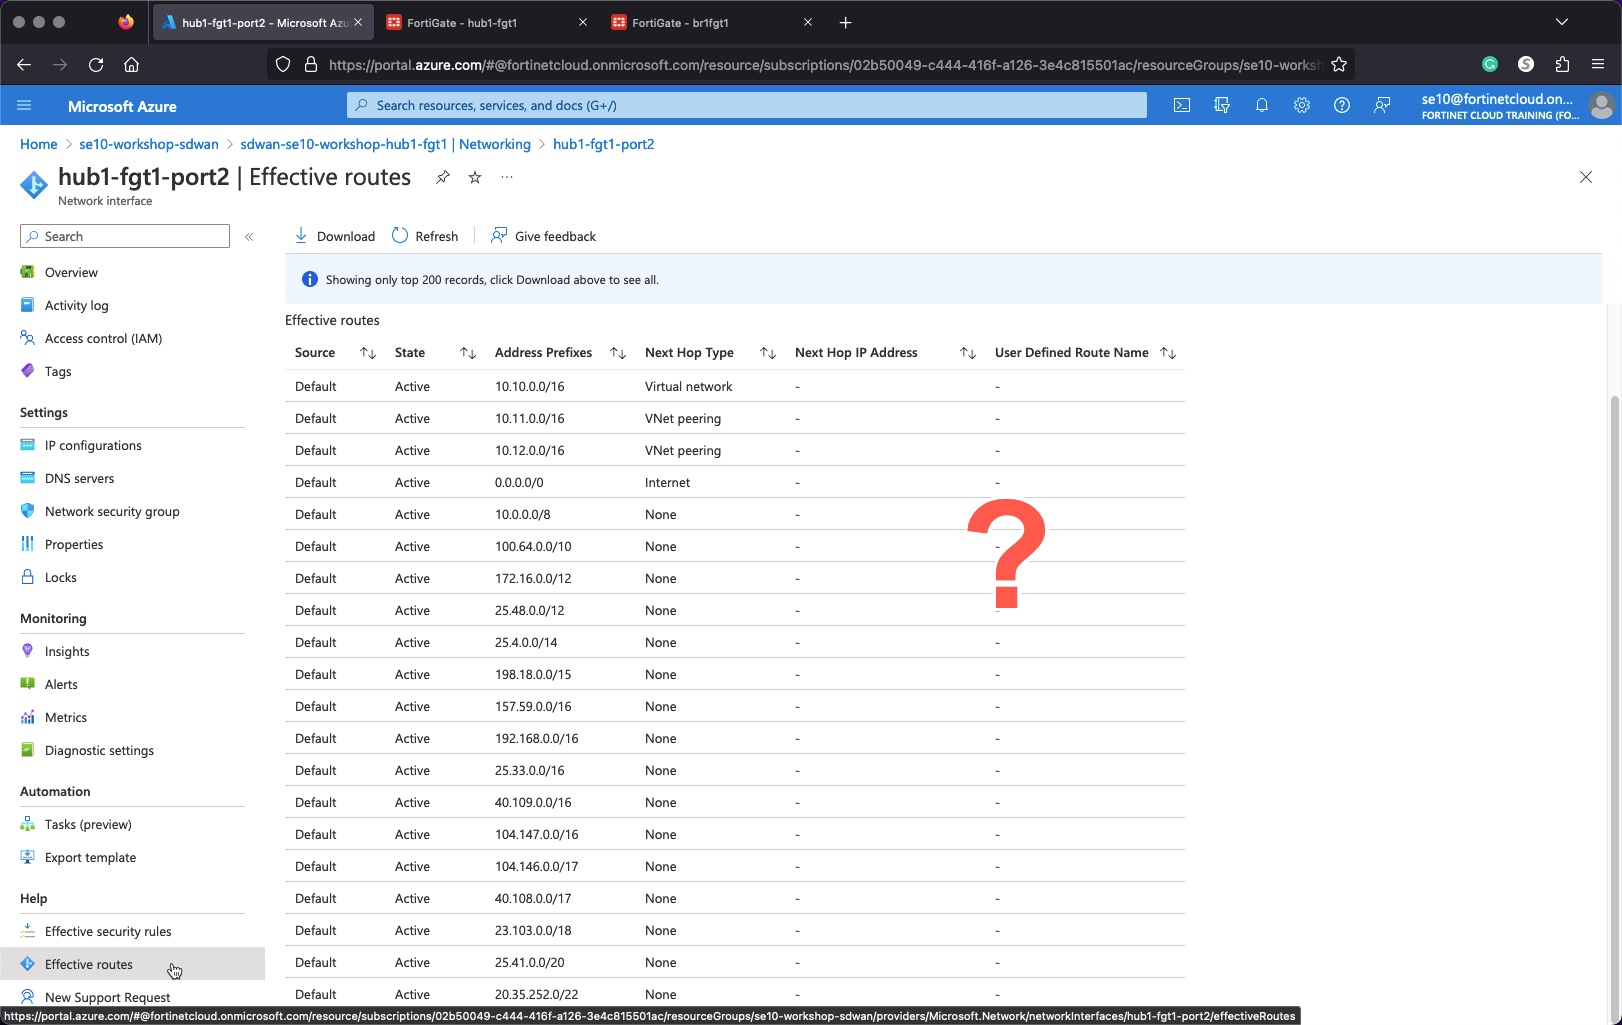 hub1-fgt1-port2 - Microsoft Azu
FortiGate - hub1-fgt1
FortiGate - br1fgt1
https://portal.azure.com/#@fortinetcloud.onmicrosoft.com/resource/subscriptions/02b50049-c444-416f-a126-3e4c815501ac/resourceGroups/se10-worksh
Microsoft Azure
Search resources, services, and docs (G+/)
se10@fortinetcloud.on...
FORTINET CLOUD TRAINING (FO...
Home > se10-workshop-sdwan > sdwan-se10-workshop-hub1-fgt1 | Networking > hub1-fgt1-port2
hub1-fgt1-port2 | Effective routes ...
Network interface
Search
«
Overview
Activity log
Access control (IAM)
Tags
Settings
IP configurations
DNS servers
Network security group
Properties
Locks
Monitoring
Insights
Alerts
Metrics
Diagnostic settings
Automation
Tasks (preview)
Export template
Help
Effective security rules
Effective routes
New Support Request
Download Refresh Give feedback
Showing only top 200 records, click Download above to see all.
Effective routes
Source State Address Prefixes Next Hop Type Next Hop IP Address User Defined Route Name
Default Active 10.10.0.0/16 Virtual network - -
Default Active 10.11.0.0/16 VNet peering - -
Default Active 10.12.0.0/16 VNet peering - -
Default Active 0.0.0.0/0 Internet - -
Default Active 10.0.0.0/8 None -
Default Active 100.64.0.0/10 None - -
Default Active 172.16.0.0/12 None -
Default Active 25.48.0.0/12 None - -
Default Active 25.4.0.0/14 None - -
Default Active 198.18.0.0/15 None - -
Default Active 157.59.0.0/16 None - -
Default Active 192.168.0.0/16 None - -
Default Active 25.33.0.0/16 None - -
Default Active 40.109.0.0/16 None - -
Default Active 104.147.0.0/16 None - -
Default Active 104.146.0.0/17 None - -
Default Active 40.108.0.0/17 None - -
Default Active 23.103.0.0/18 None - -
Default Active 25.41.0.0/20 None - -
Default Active 20.35.252.0/22 None - -
?
https://portal.azure.com/#@fortinetcloud.onmicrosoft.com/resource/subscriptions/02b50049-c444-416f-a126-3e4c815501ac/resourceGroups/se10-workshop-sdwan/providers/Microsoft.Network/networkInterfaces/hub1-fgt1-port2/effectiveRoutes